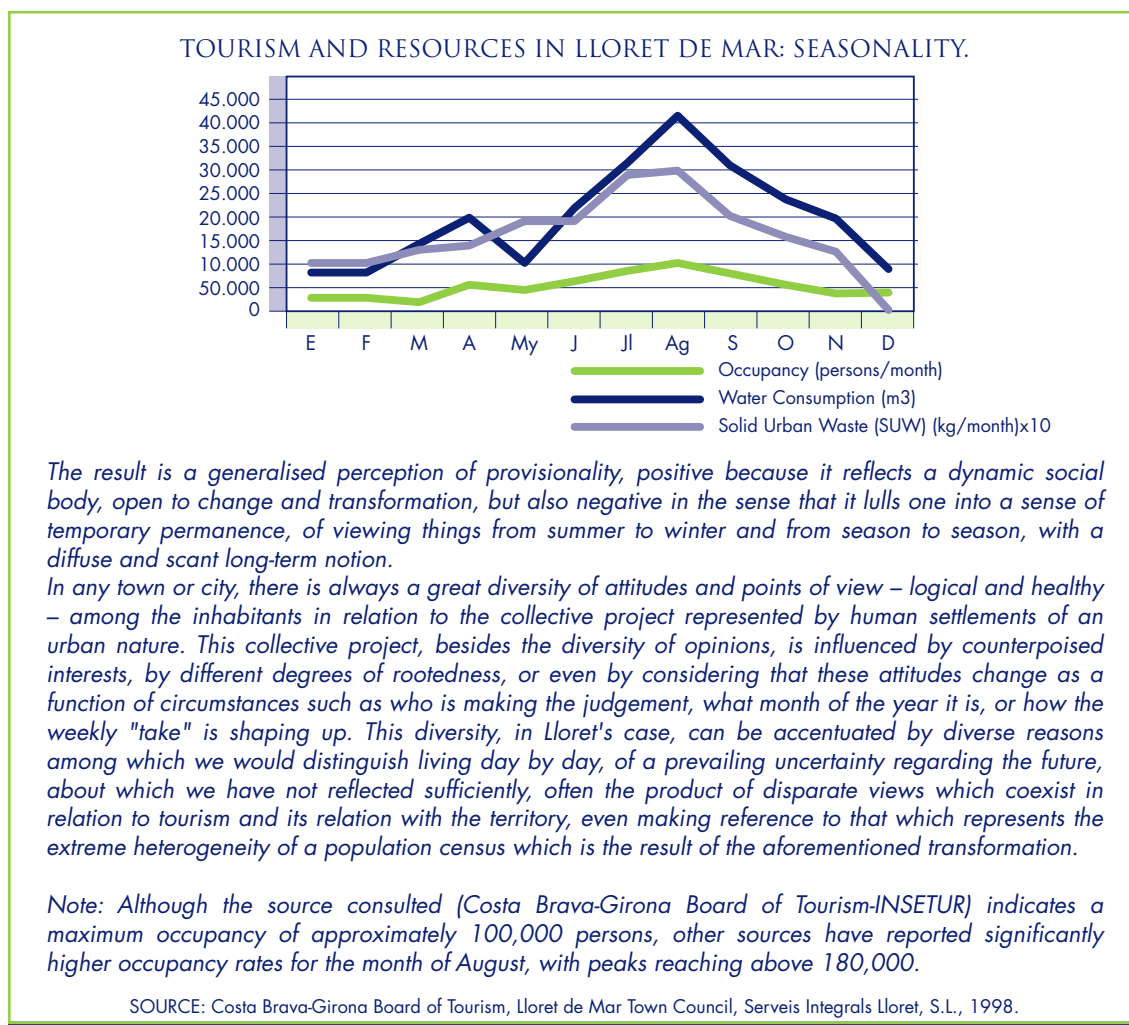 TOURISM AND RESOURCES IN LLORET DE MAR: SEASONALITY.
45.000
40.000
35.000
30.000
25.000
20.000
15.000
10.000
50.000
0
E F M A My J Jl Ag S O N D
Occupancy (persons/month)
Water Consumption (m3)
Solid Urban Waste (SUW) (kg/month)x10
The result is a generalised perception of provisionality, positive because it reflects a dynamic social
body, open to change and transformation, but also negative in the sense that it lulls one into a sense of
temporary permanence, of viewing things from summer to winter and from season to season, with a
diffuse and scant long-term notion.
In any town or city, there is always a great diversity of attitudes and points of view – logical and healthy
– among the inhabitants in relation to the collective project represented by human settlements of an
urban nature. This collective project, besides the diversity of opinions, is influenced by counterpoised
interests, by different degrees of rootedness, or even by considering that these attitudes change as a
function of circumstances such as who is making the judgement, what month of the year it is, or how the
weekly "take" is shaping up. This diversity, in Lloret's case, can be accentuated by diverse reasons
among which we would distinguish living day by day, of a prevailing uncertainty regarding the future,
about which we have not reflected sufficiently, often the product of disparate views which coexist in
relation to tourism and its relation with the territory, even making reference to that which represents the
extreme heterogeneity of a population census which is the result of the aforementioned transformation.
Note: Although the source consulted (Costa Brava-Girona Board of Tourism-INSETUR) indicates a
maximum occupancy of approximately 100,000 persons, other sources have reported significantly
higher occupancy rates for the month of August, with peaks reaching above 180,000.
SOURCE: Costa Brava-Girona Board of Tourism, Lloret de Mar Town Council, Serveis Integrals Lloret, S.L., 1998.